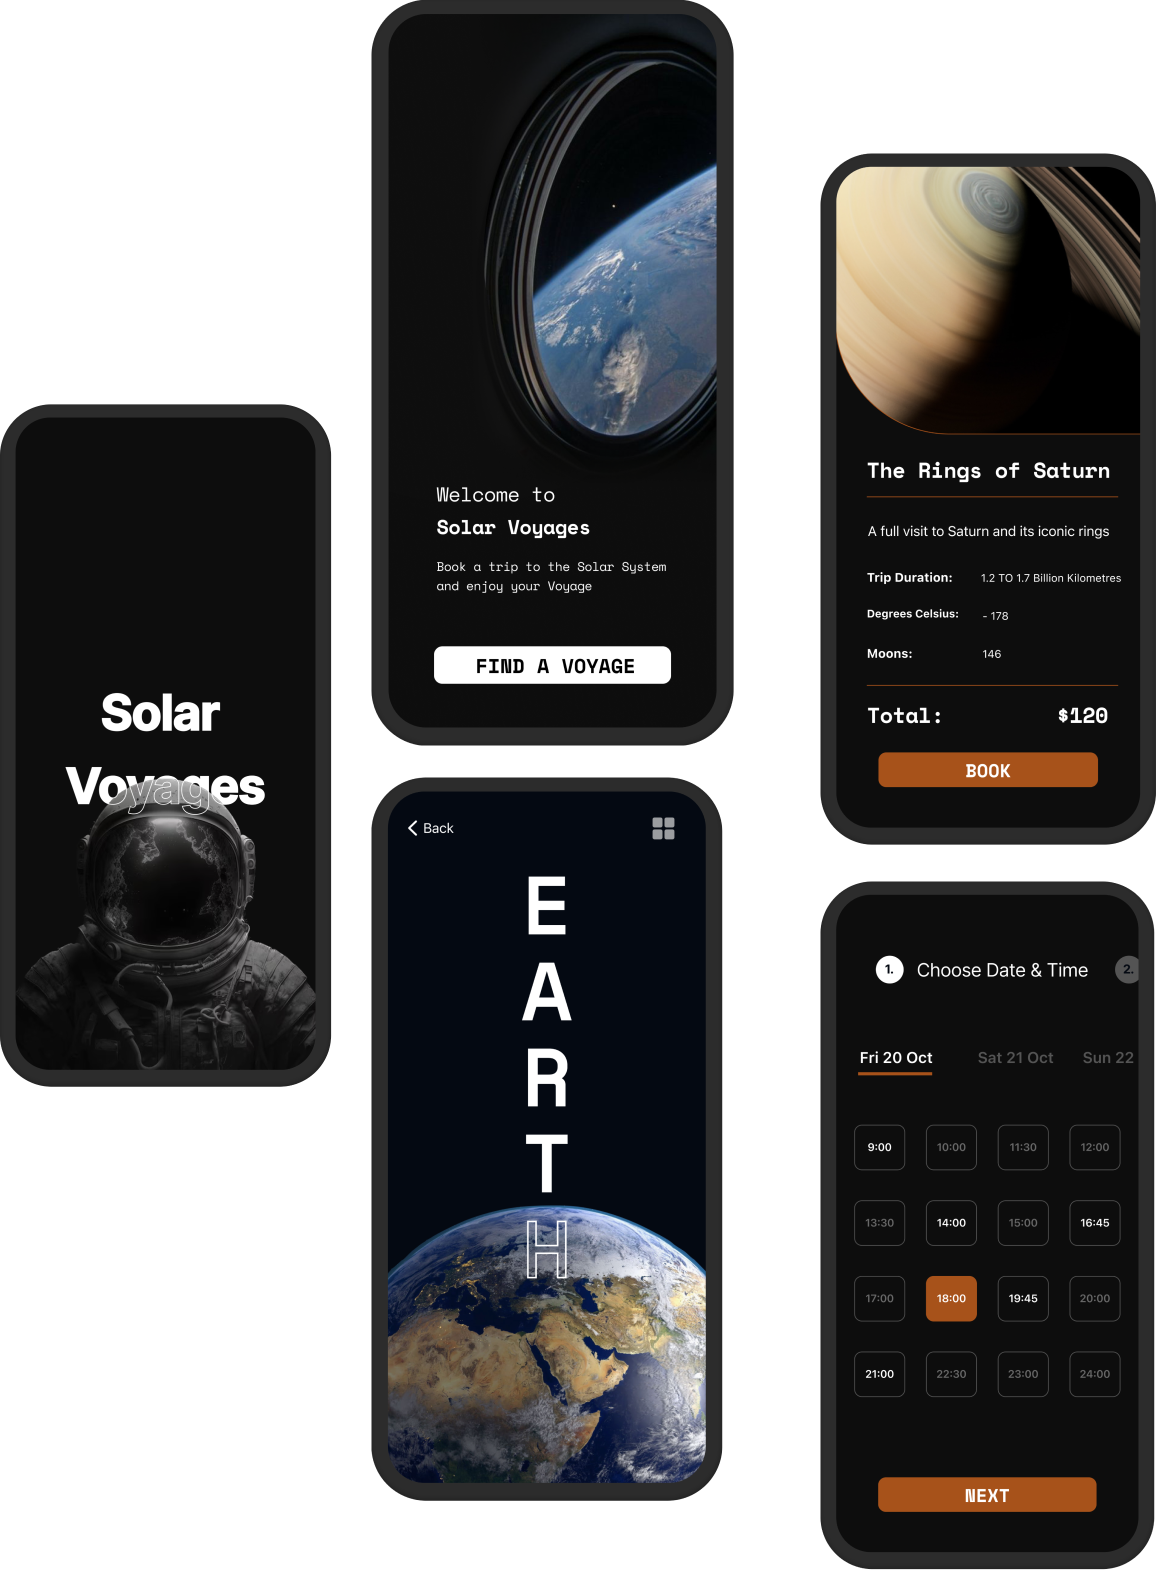 Solar
Voyages
Welcome to
Solar Voyages
Book a trip to the Solar System
and enjoy your Voyage
FIND A VOYAGE
Back
E
A
R
T
H
The Rings of Saturn
A full visit to Saturn and its iconic rings
Trip Duration: 1.2 TO 1.7 Billion Kilometres
Degrees Celsius: - 178
Moons: 146
Total: $120
BOOK
1. Choose Date & Time 2.
Fri 20 Oct Sat 21 Oct Sun 22
9:00 10:00 11:30 12:00
13:30 14:00 15:00 16:45
17:00 18:00 19:45 20:00
21:00 22:30 23:00 24:00
NEXT